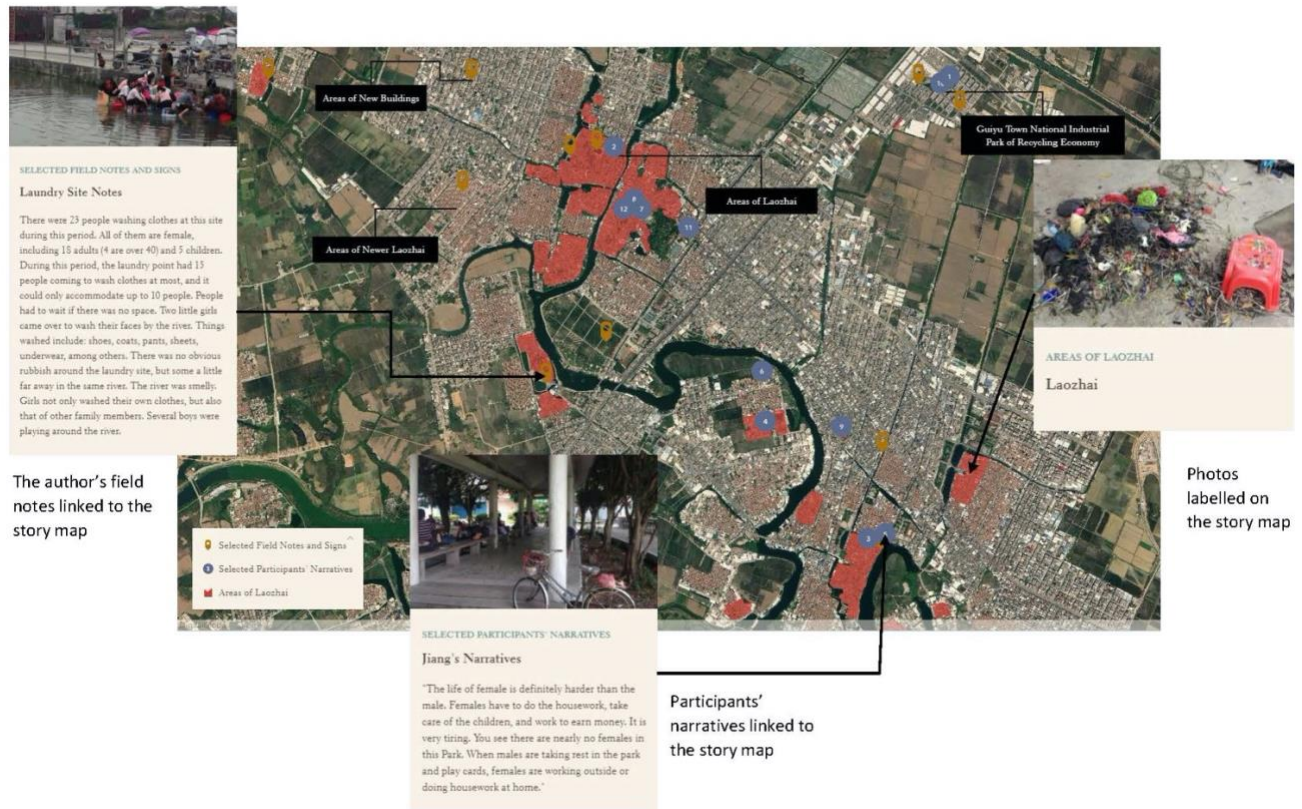 SELECTED FIELD NOTES AND SIGNS
Laundry Site Notes
There were 23 people washing clothes at this site
during this period. All of them are female,
including 18 adults (4 are over 40) and 5 children.
During this period, the laundry point had 15
people coming to wash clothes at most, and it
could only accommodate up to 10 people. People
had to wait if there was no space. Two little girls
came over to wash their faces by the river. Things
washed include: shoes, coats, pants, sheets,
underwear, among others. There was no obvious
rubbish around the laundry site, but some a little
far away in the same river. The river was smelly.
Girls not only washed their own clothes, but also
that of other family members. Several boys were
playing around the river.
The author's field
notes linked to the
story map
Areas of New Buildings
Areas of Newer Laozhai
Areas of Laozhai
Guiyu Town National Industrial
Park of Recycling Economy
1
2
12
7
11
6
4
9
3
AREAS OF LAOZHAI
Laozhai
Photos
labelled on
the story map
Selected Field Notes and Signs
Selected Participants' Narratives
Areas of Laozhai
SELECTED PARTICIPANTS' NARRATIVES
Jiang's Narratives
"The life of female is definitely harder than the
male. Females have to do the housework, take
care of the children, and work to earn money. It is
very tiring. You see there are nearly no females in
this Park. When males are taking rest in the park
and play cards, females are working outside or
doing housework at home."
Participants'
narratives linked to
the story map